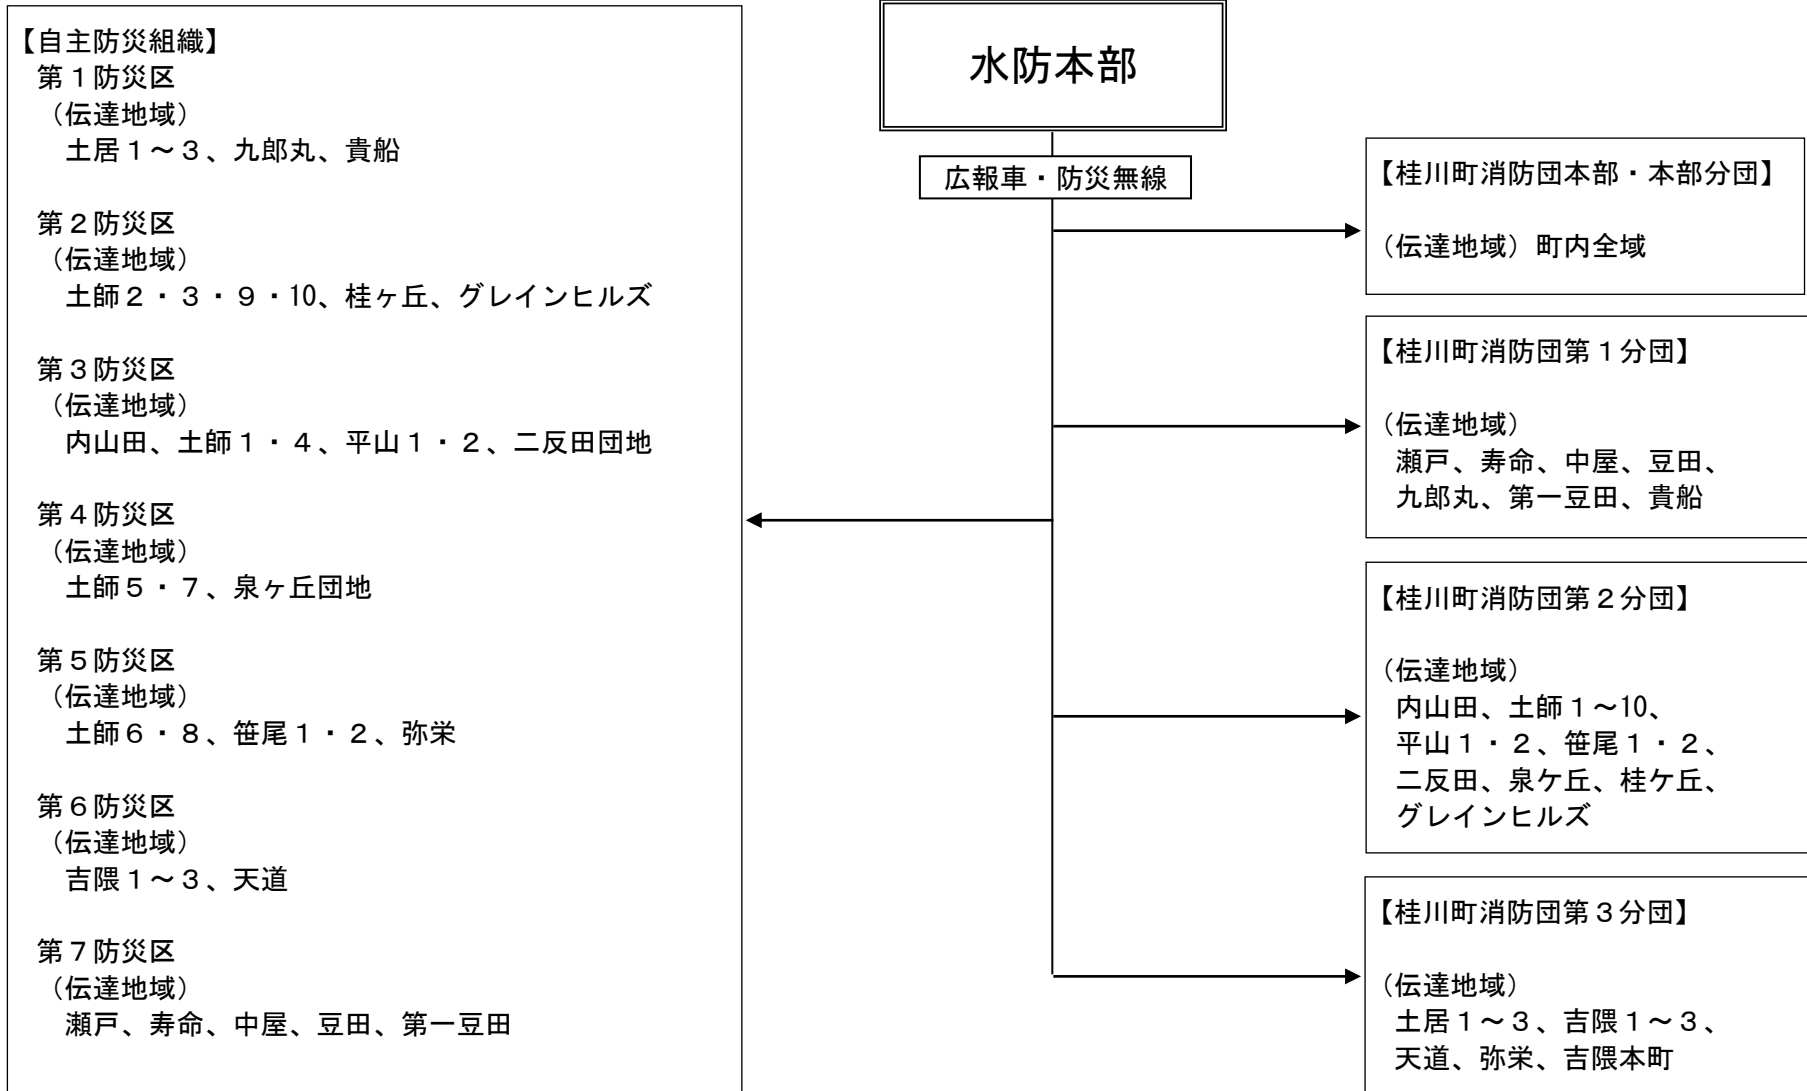 【自主防災組織】
第１防災区
（伝達地域）
土居１～３、九郎丸、貴船
第２防災区
（伝達地域）
土師２・３・９・10、桂ヶ丘、グレインヒルズ
第３防災区
（伝達地域）
内山田、土師１・４、平山１・２、二反田団地
第４防災区
（伝達地域）
土師５・７、泉ヶ丘団地
第５防災区
（伝達地域）
土師６・８、笹尾１・２、弥栄
第６防災区
（伝達地域）
吉隈１～３、天道
第７防災区
（伝達地域）
瀬戸、寿命、中屋、豆田、第一豆田
水防本部
広報車・防災無線
【桂川町消防団本部・本部分団】
（伝達地域）町内全域
【桂川町消防団第１分団】
（伝達地域）
瀬戸、寿命、中屋、豆田、
九郎丸、第一豆田、貴船
【桂川町消防団第２分団】
（伝達地域）
内山田、土師１～10、
平山１・２、笹尾１・２、
二反田、泉ケ丘、桂ケ丘、
グレインヒルズ
【桂川町消防団第３分団】
（伝達地域）
土居１～３、吉隈１～３、
天道、弥栄、吉隈本町